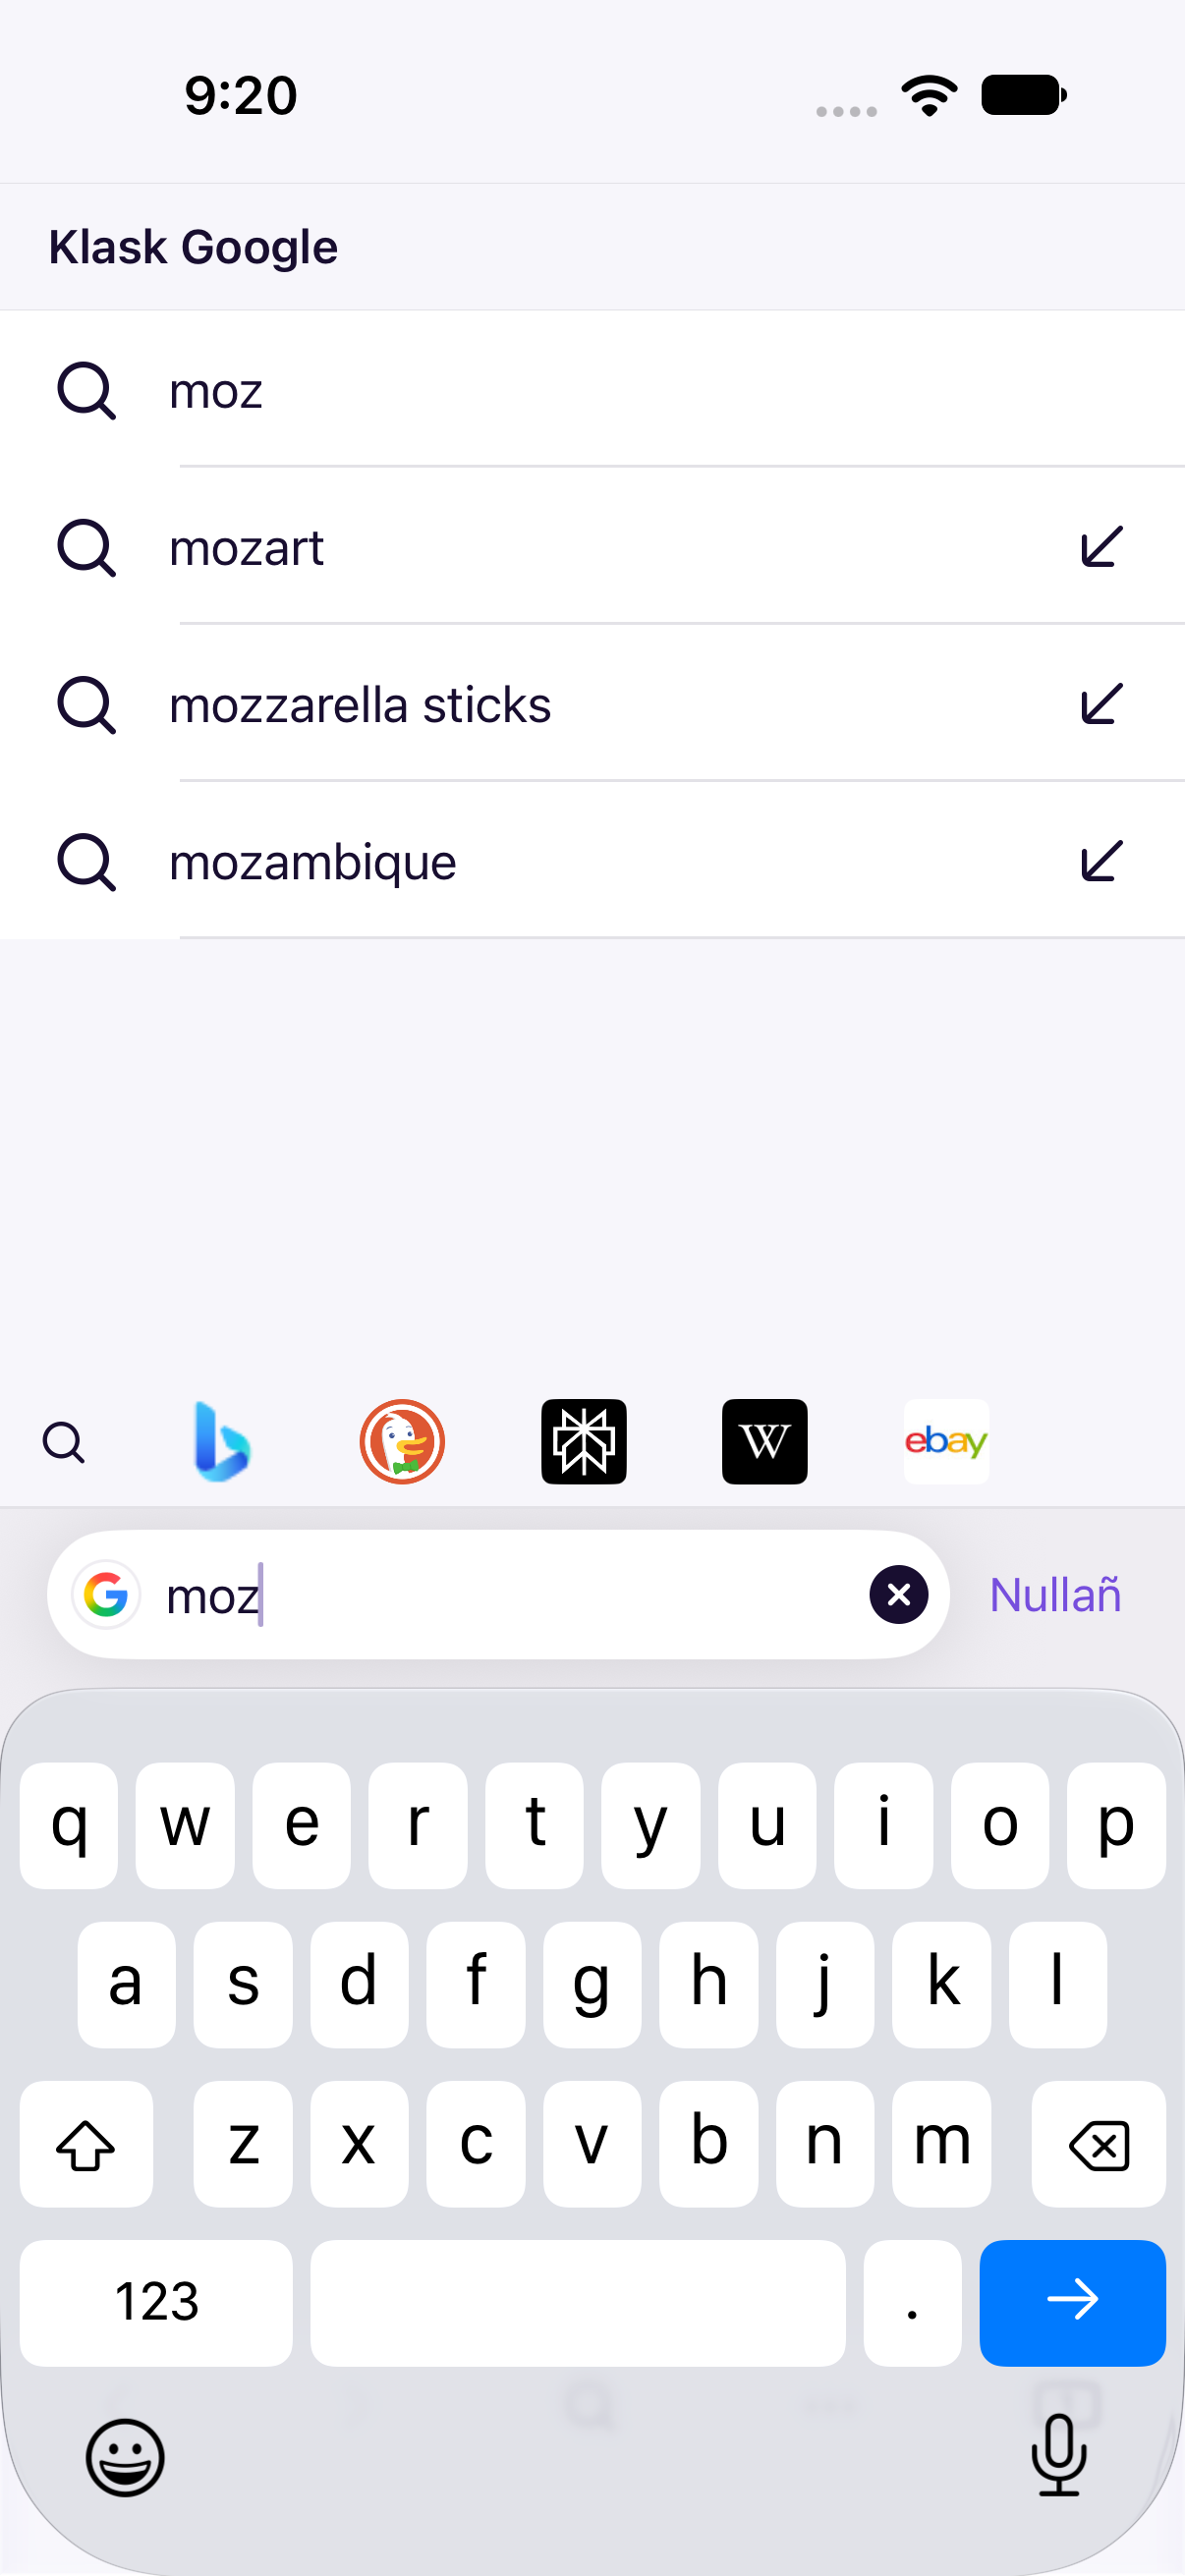 9:20
Klask Google
moz
mozart
mozzarella sticks
mozambique
W
ebay
moz
Nullañ
q w e r t y u i o p
a s d f g h j k l
z x c v b n m
123 .